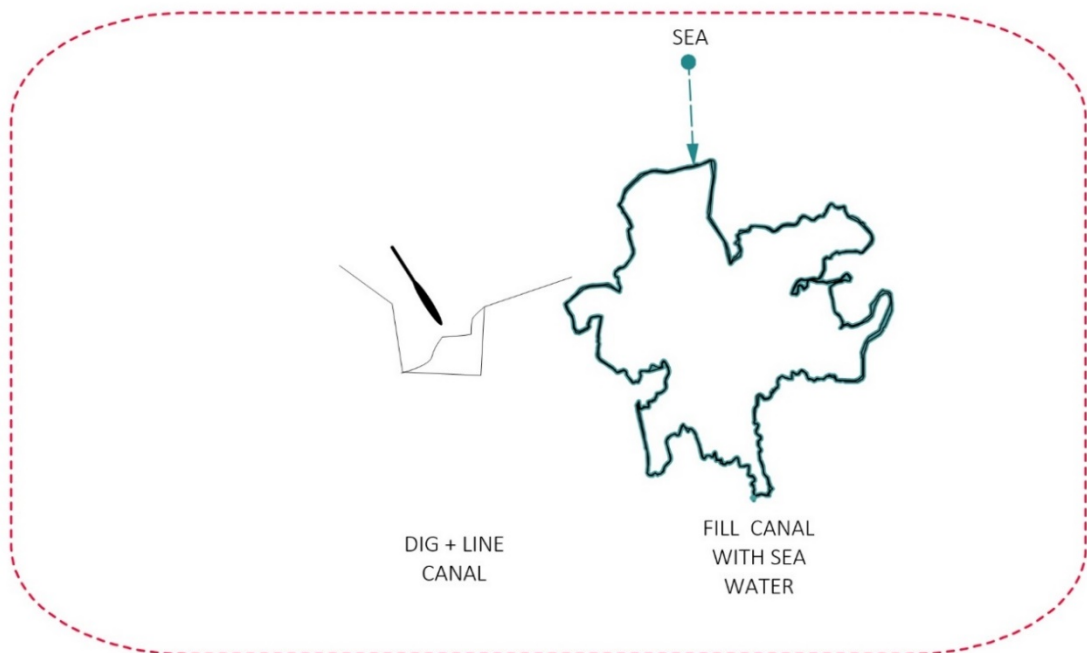 SEA
DIG + LINE
CANAL
FILL CANAL
WITH SEA
WATER